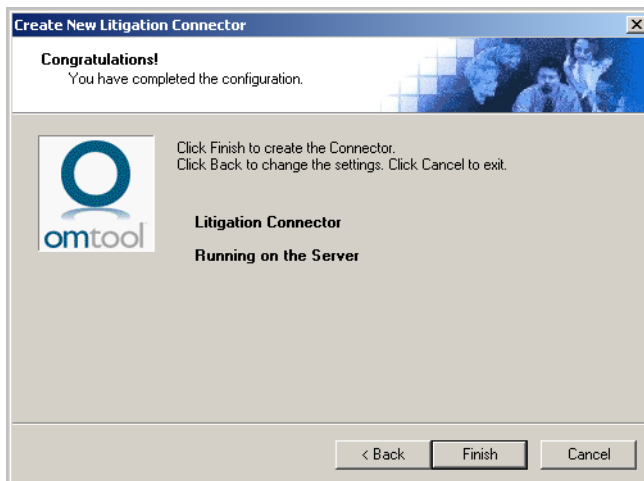 Create New Litigation Connector
Congratulations!
You have completed the configuration.
Click Finish to create the Connector.
Click Back to change the settings. Click Cancel to exit.
omtool
Litigation Connector
Running on the Server
< Back
Finish
Cancel